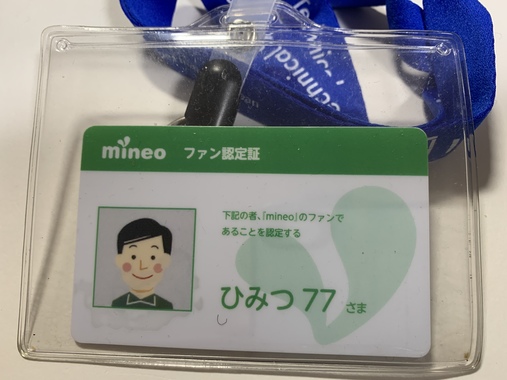 echnical
mineo ファン認定証
下記の者、「mineo」のファンで
あることを認定する
ひみつ 77 さま